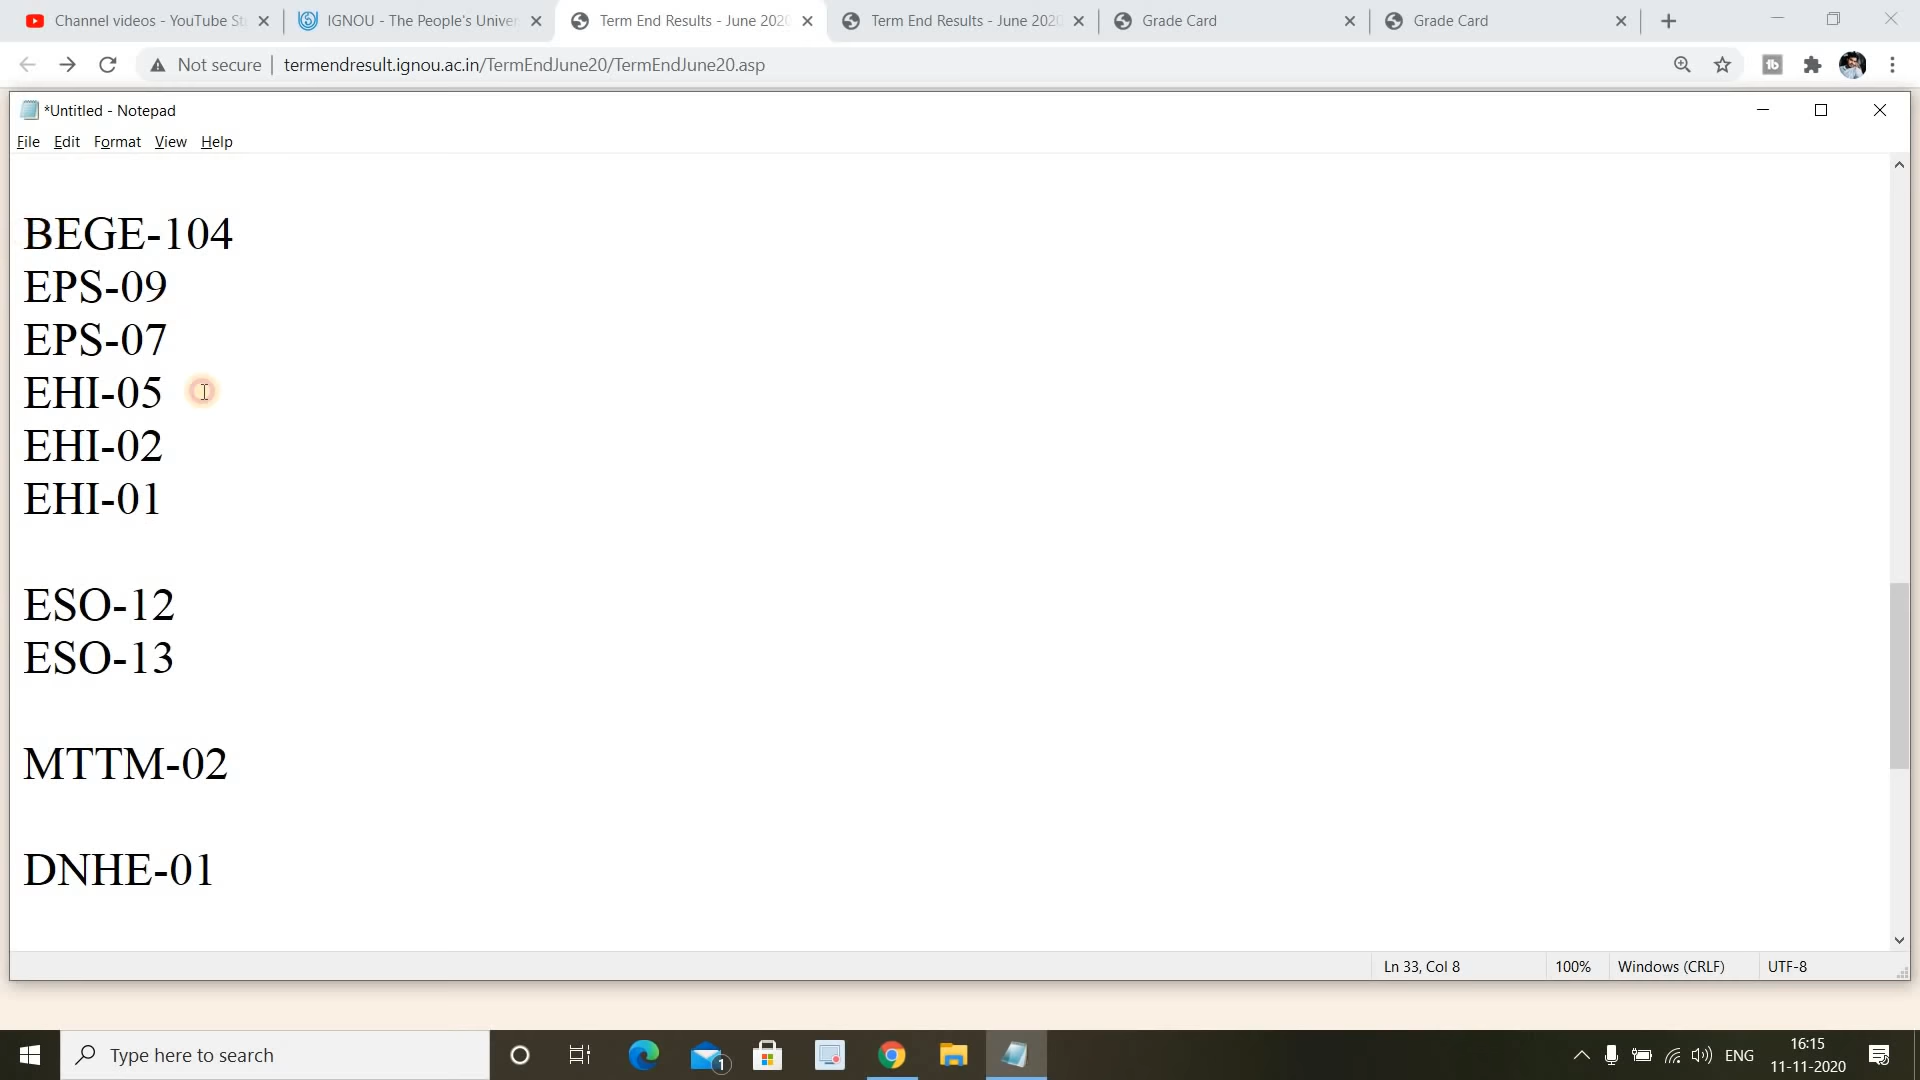 Channel videos - YouTube St
IGNOU - The People's Univer
Term End Results - June 2020
Term End Results - June 2020
Grade Card
Grade Card
Not secure
termendresult.ignou.ac.in/TermEndJune20/TermEndJune20.asp
*Untitled - Notepad
File Edit Format View Help
BEGE-104
EPS-09
EPS-07
EHI-05
EHI-02
EHI-01
ESO-12
ESO-13
MTTM-02
DNHE-01
Ln 33, Col 8
100%
Windows (CRLF)
UTF-8
Type here to search
1
ENG
16:15
11-11-2020